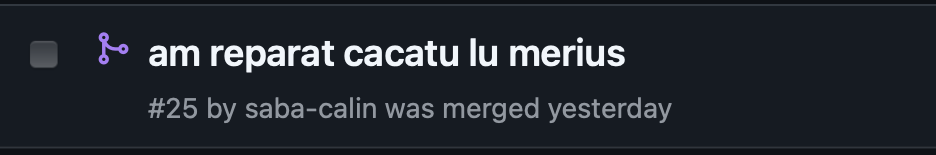 am reparat cacatu lu merius
#25 by saba-calin was merged yesterday